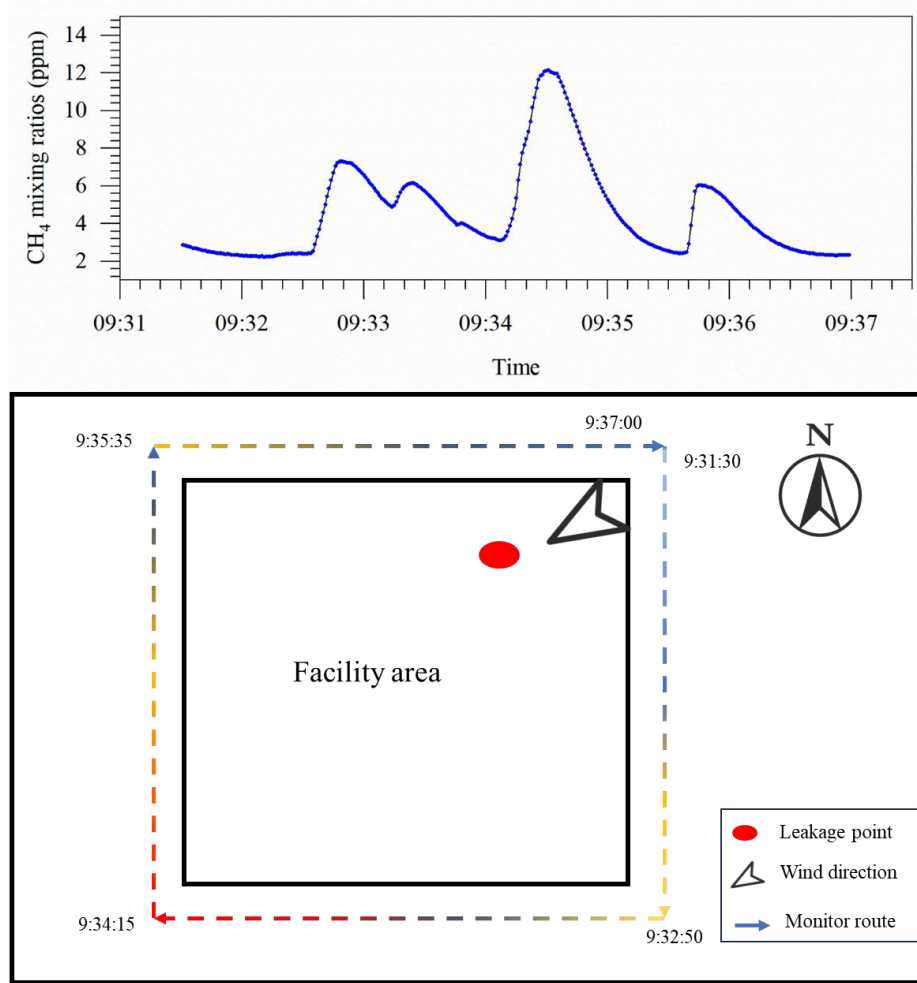 CH₄ mixing ratios (ppm)
14
12
10
8
6
4
2
09:31 09:32 09:33 09:34 09:35 09:36 09:37
Time
9:35:35
9:37:00
9:31:30
N
Facility area
9:34:15
9:32:50
Leakage point
Wind direction
Monitor route